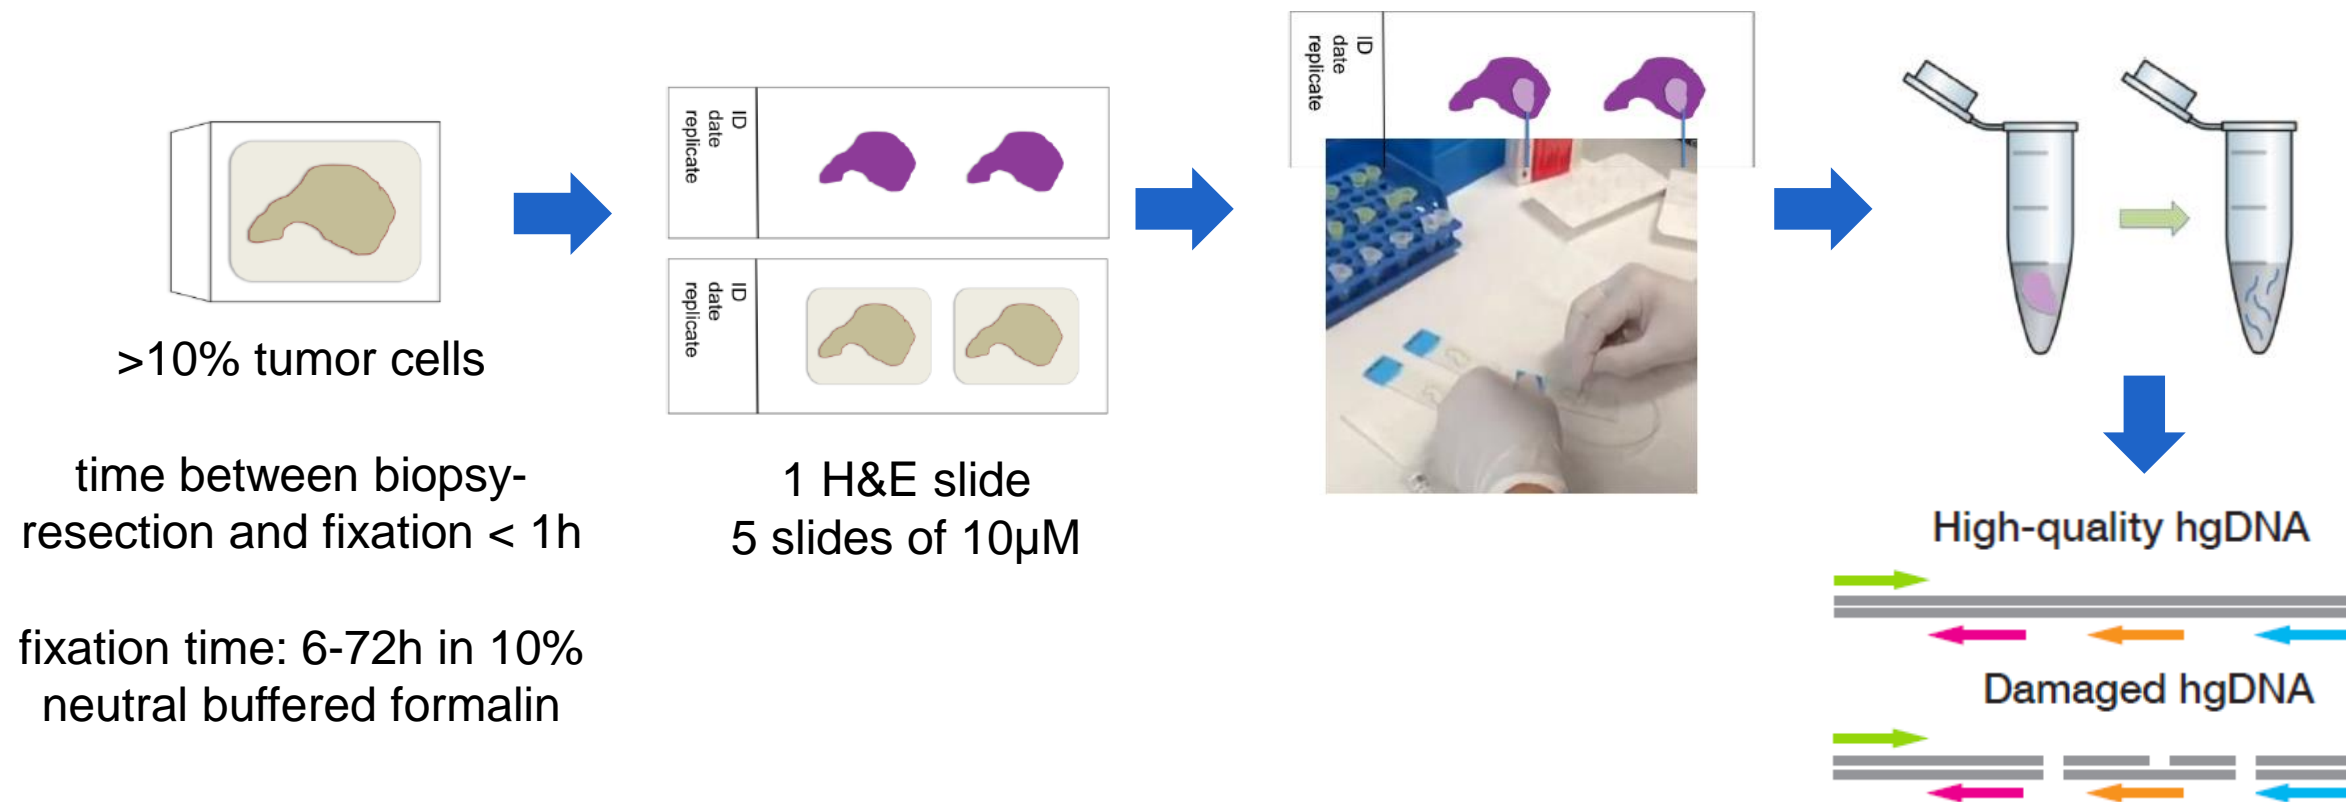 >10% tumor cells
time between biopsy-
resection and fixation < 1h
fixation time: 6-72h in 10%
neutral buffered formalin
ID
date
replicate
ID
date
replicate
1 H&E slide
5 slides of 10µM
ID
date
replicate
High-quality hgDNA
Damaged hgDNA